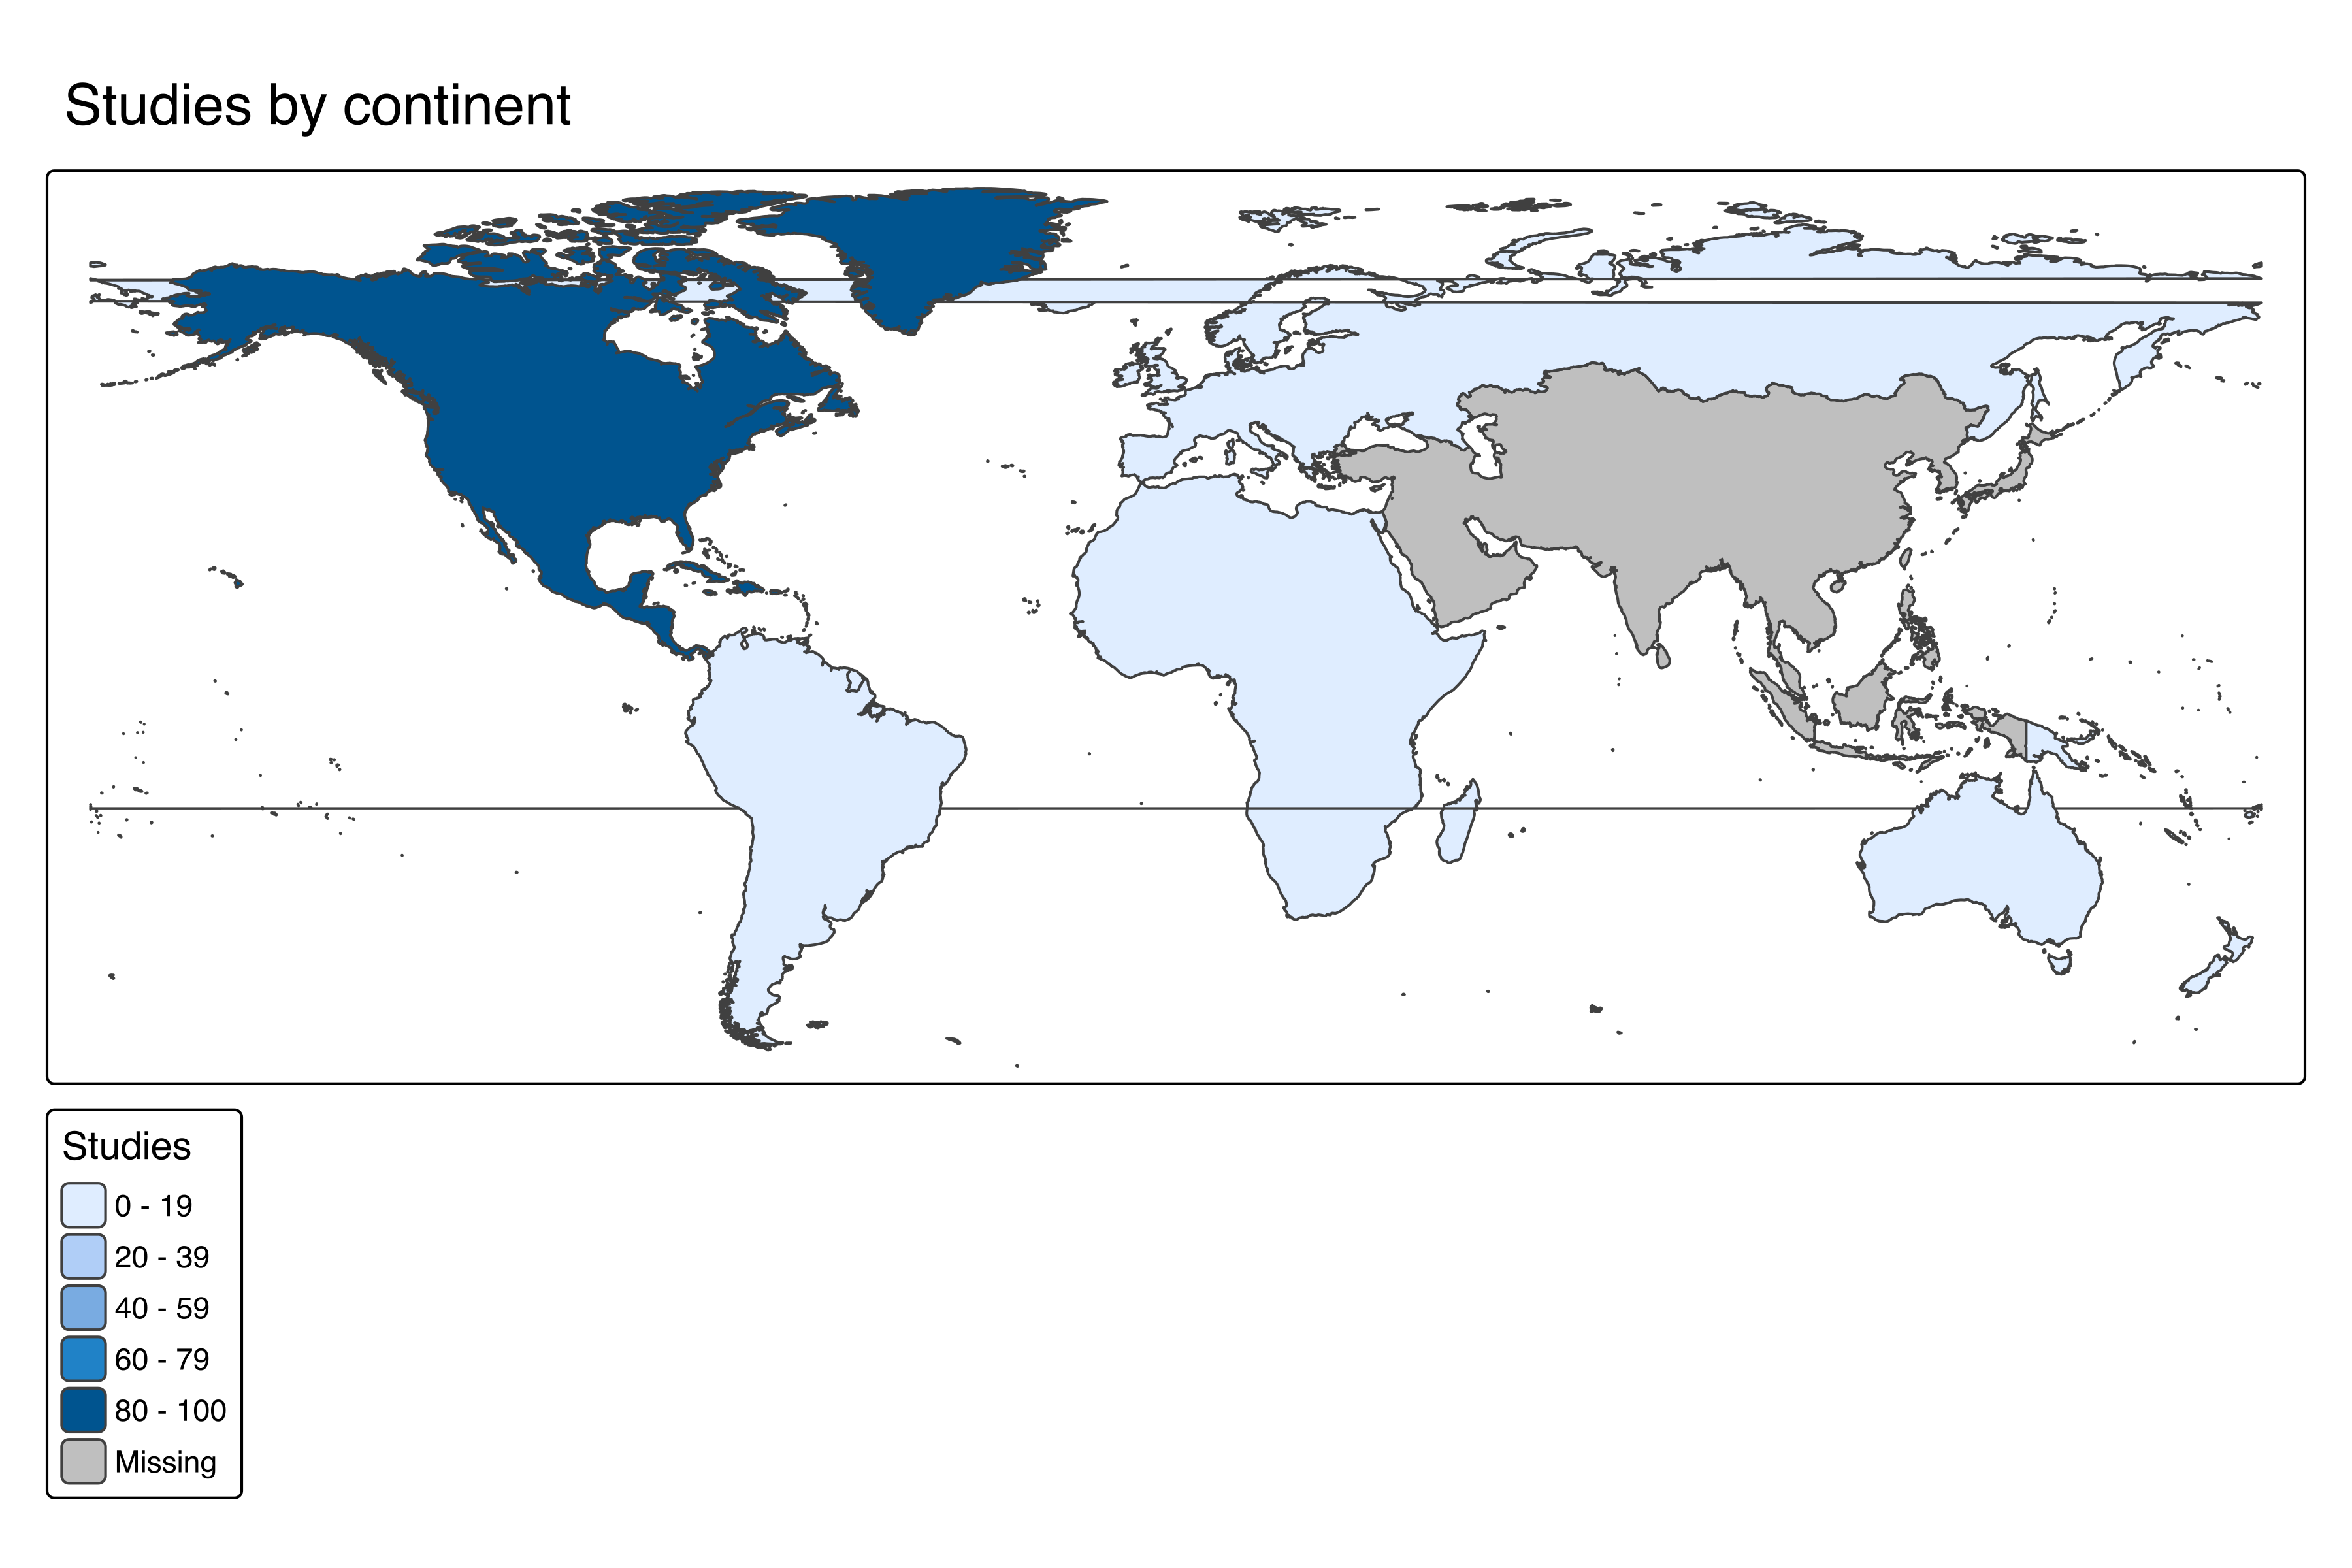 Studies by continent
Studies
0 - 19
20 - 39
40 - 59
60 - 79
80 - 100
Missing